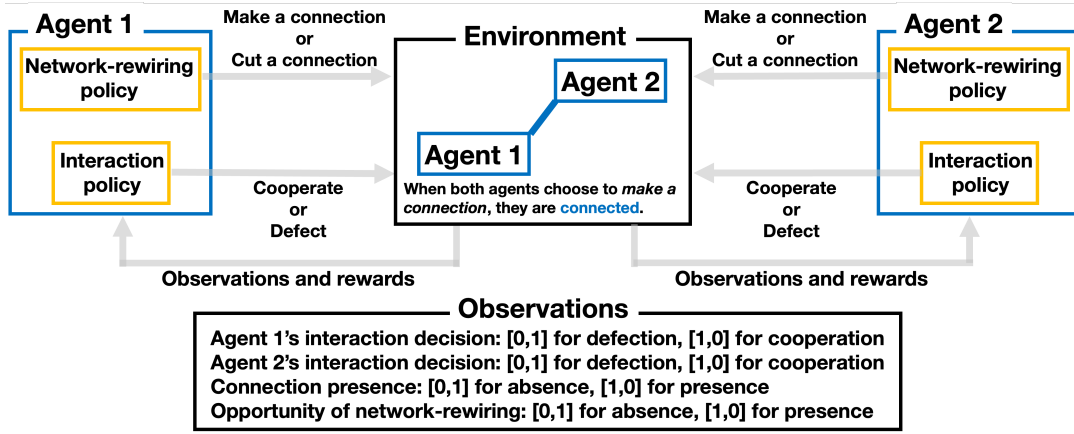 Agent 1
Network-rewiring
policy
Interaction
policy
Make a connection
or
Cut a connection
Cooperate
or
Defect
Observations and rewards
Environment
Agent 2
Agent 1
When both agents choose to make a
connection, they are connected.
Make a connection
or
Cut a connection
Cooperate
or
Defect
Observations and rewards
Agent 2
Network-rewiring
policy
Interaction
policy
Observations
Agent 1's interaction decision: [0,1] for defection, [1,0] for cooperation
Agent 2's interaction decision: [0,1] for defection, [1,0] for cooperation
Connection presence: [0,1] for absence, [1,0] for presence
Opportunity of network-rewiring: [0,1] for absence, [1,0] for presence